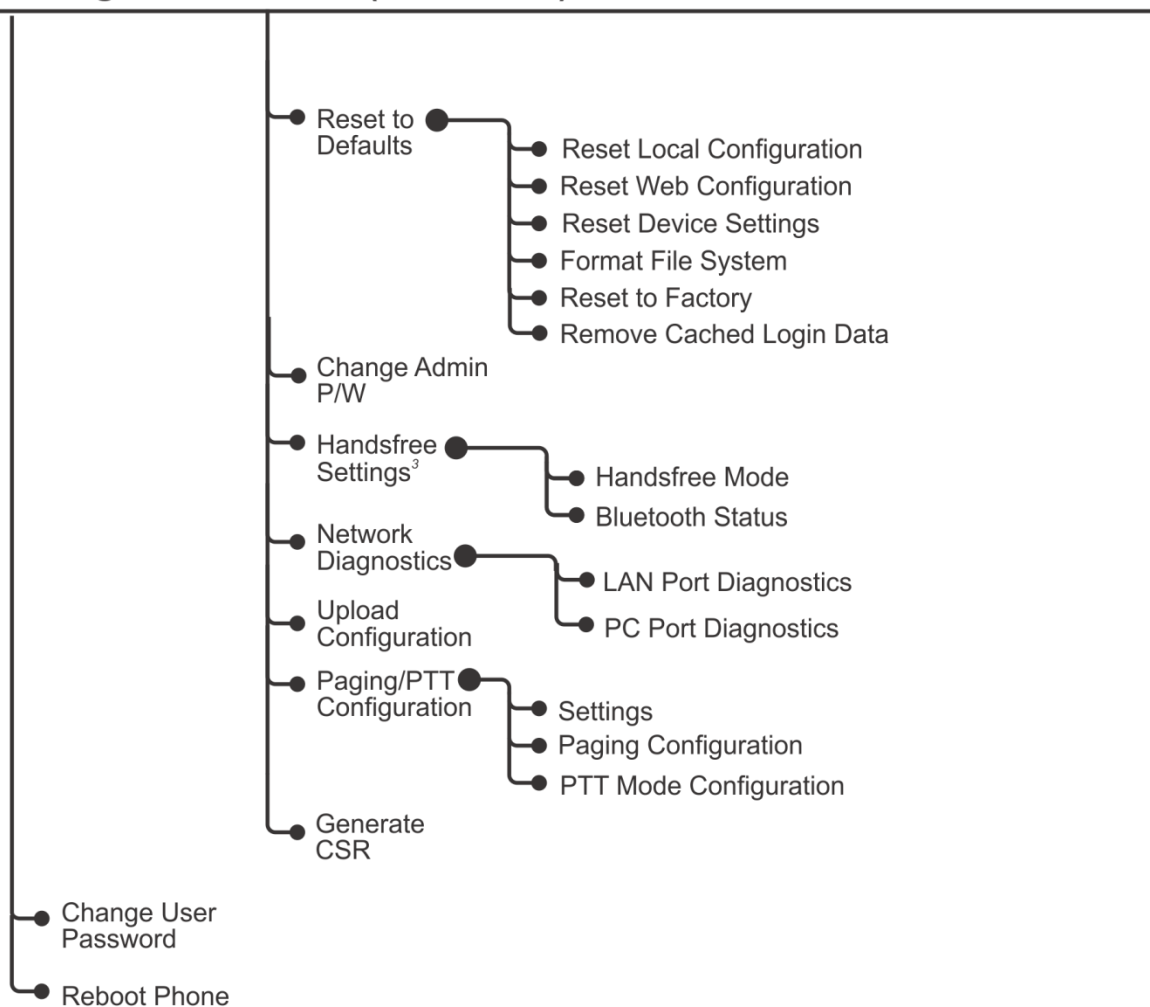 Reset to
Defaults
Reset Local Configuration
Reset Web Configuration
Reset Device Settings
Format File System
Reset to Factory
Remove Cached Login Data
Change Admin
P/W
Handsfree
Settings³
Handsfree Mode
Bluetooth Status
Network
Diagnostics
LAN Port Diagnostics
PC Port Diagnostics
Upload
Configuration
Paging/PTT
Configuration
Settings
Paging Configuration
PTT Mode Configuration
Generate
CSR
Change User
Password
Reboot Phone